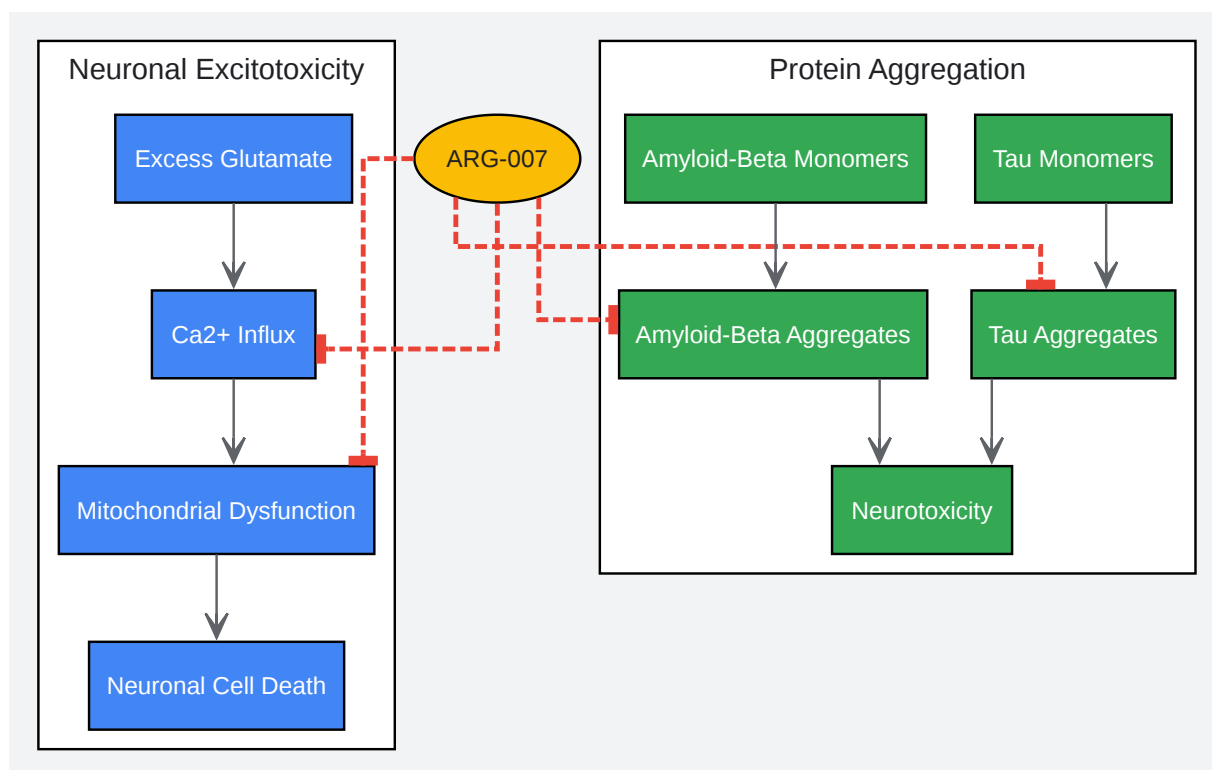 Neuronal Excitotoxicity
Excess Glutamate
Ca2+ Influx
Mitochondrial Dysfunction
Neuronal Cell Death
ARG-007
Protein Aggregation
Amyloid-Beta Monomers
Tau Monomers
Amyloid-Beta Aggregates
Tau Aggregates
Neurotoxicity